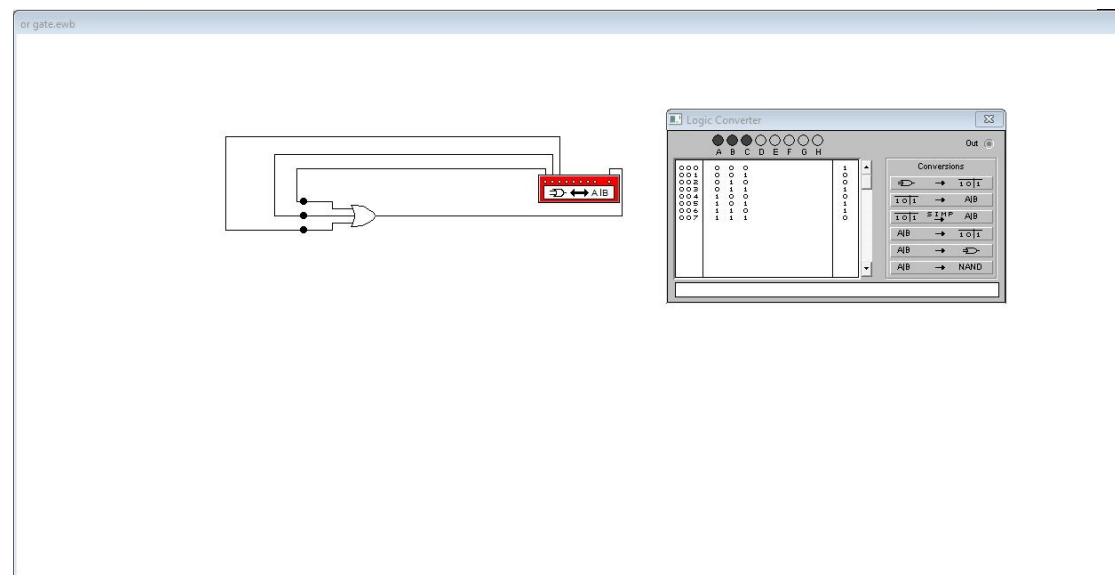 or gate.ewb
Logic Converter
A B C D E F G H
Out
000 0 0 0 1
001 0 0 1 0
002 0 1 0 0
003 0 1 1 1
004 1 0 0 1
005 1 0 1 1
006 1 1 0 1
007 1 1 1 0
Conversions
→ 1 0 1
1 0 1 → A|B
1 0 1 SIMP → A|B
A|B → 1 0 1
A|B →
A|B → NAND
↔ A|B